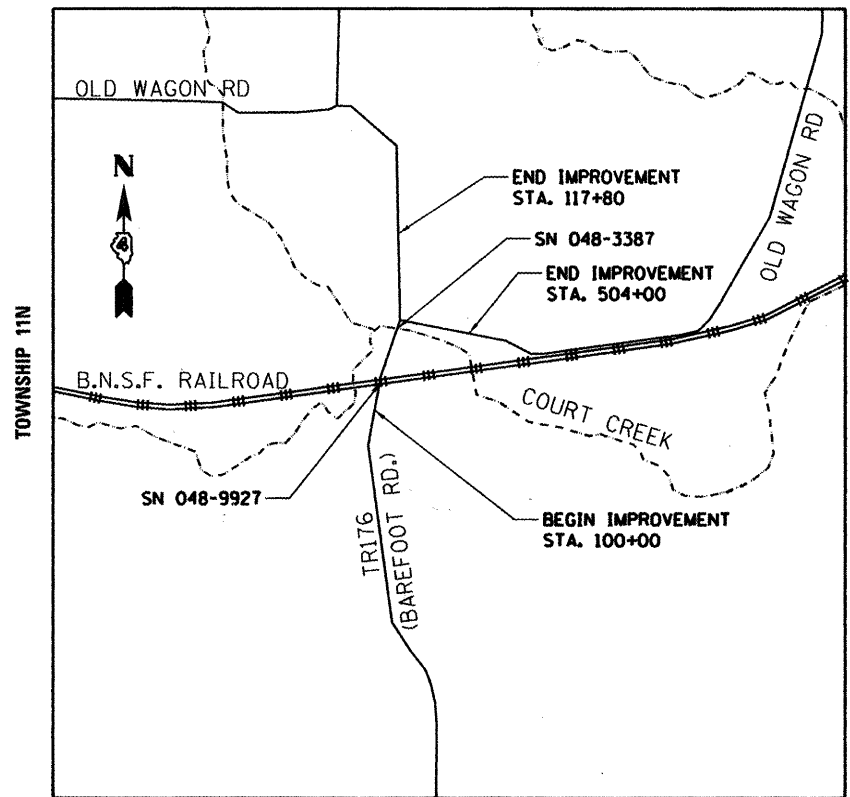 OLD WAGON RD
N
4
END IMPROVEMENT
STA. 117+80
SN 048-3387
END IMPROVEMENT
STA. 504+00
OLD WAGON RD
TOWNSHIP 11N
B.N.S.F. RAILROAD
COURT CREEK
SN 048-9927
TR176
(BAREFOOT RD.)
BEGIN IMPROVEMENT
STA. 100+00